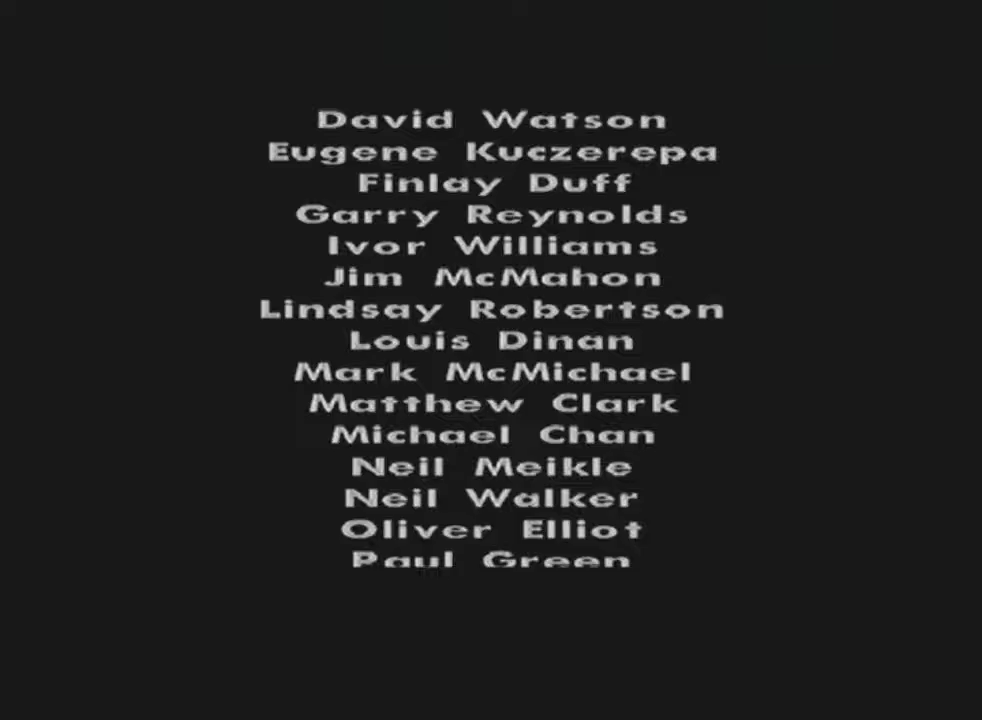 David Watson
Eugene Kuczerepa
Finlay Duff
Garry Reynolds
Ivor Williams
Jim McMahon
Lindsay Robertson
Louis Dinan
Mark McMichael
Matthew Clark
Michael Chan
Neil Meikle
Neil Walker
Oliver Elliot
Paul Green